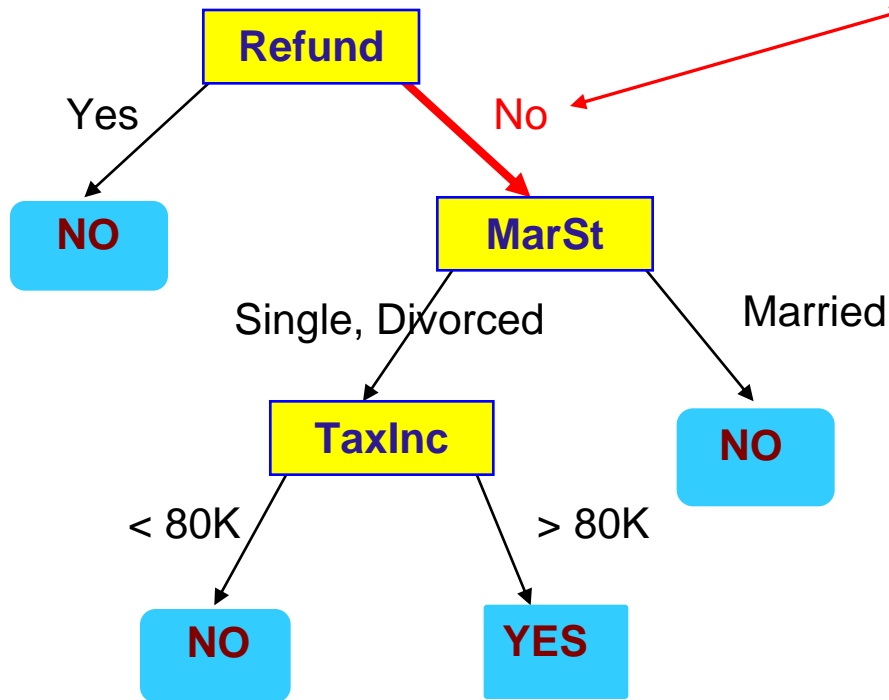 Refund
Yes
No
NO
MarSt
Single, Divorced
Married
TaxInc
NO
< 80K
> 80K
NO
YES